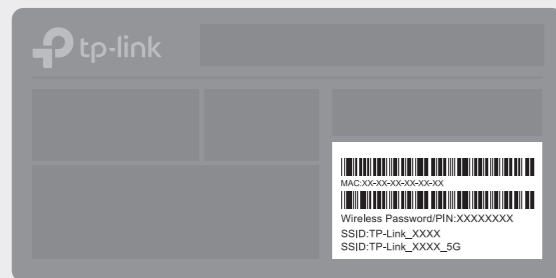 tp-link
MAC:XX-XX-XX-XX-XX-XX
Wireless Password/PIN:XXXXXXXX
SSID:TP-Link_XXXX
SSID:TP-Link_XXXX_5G